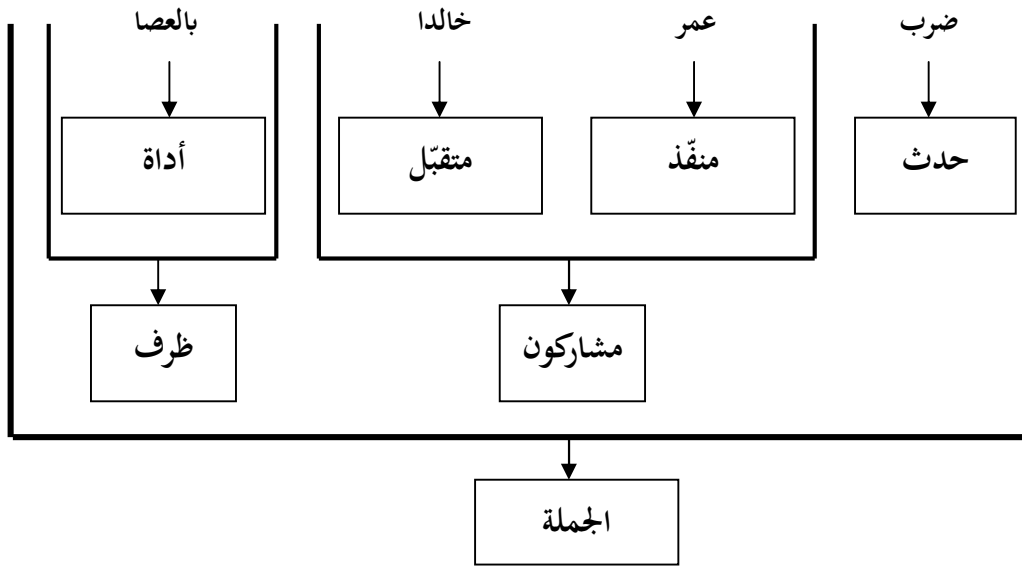 ضرب عمر خالدا بالعصا
حدث منفّذ متقبّل أداة
مشاركون ظرف
الجملة